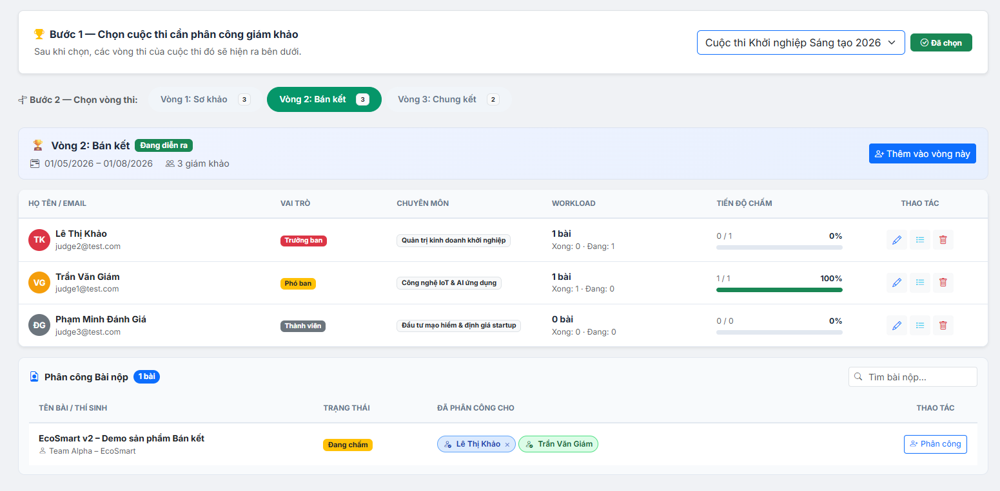 Bước 1 — Chọn cuộc thi cần phân công giám khảo
Sau khi chọn, các vòng thi của cuộc thi đó sẽ hiện ra bên dưới.
Cuộc thi Khởi nghiệp Sáng tạo 2026
Đã chọn
Bước 2 — Chọn vòng thi:
Vòng 1: Sơ khảo 3
Vòng 2: Bán kết 3
Vòng 3: Chung kết 2
Vòng 2: Bán kết Đang diễn ra
01/05/2026 – 01/08/2026 3 giám khảo
Thêm vào vòng này
HỌ TÊN / EMAIL VAI TRÒ CHUYÊN MÔN WORKLOAD TIẾN ĐỘ CHẤM THAO TÁC
TK
Lê Thị Khảo
judge2@test.com
Trưởng ban
Quản trị kinh doanh khởi nghiệp
1 bài
Xong: 0 · Đang: 1
0 / 1 0%
VG
Trần Văn Giám
judge1@test.com
Phó ban
Công nghệ IoT & AI ứng dụng
1 bài
Xong: 1 · Đang: 0
1 / 1 100%
ĐG
Phạm Minh Đánh Giá
judge3@test.com
Thành viên
Đầu tư mạo hiểm & định giá startup
0 bài
Xong: 0 · Đang: 0
0 / 0 0%
Phân công Bài nộp 1 bài
Tìm bài nộp...
TÊN BÀI / THÍ SINH TRẠNG THÁI ĐÃ PHÂN CÔNG CHO THAO TÁC
EcoSmart v2 – Demo sản phẩm Bán kết
Team Alpha – EcoSmart
Đang chấm
Lê Thị Khảo ×
Trần Văn Giám
Phân công